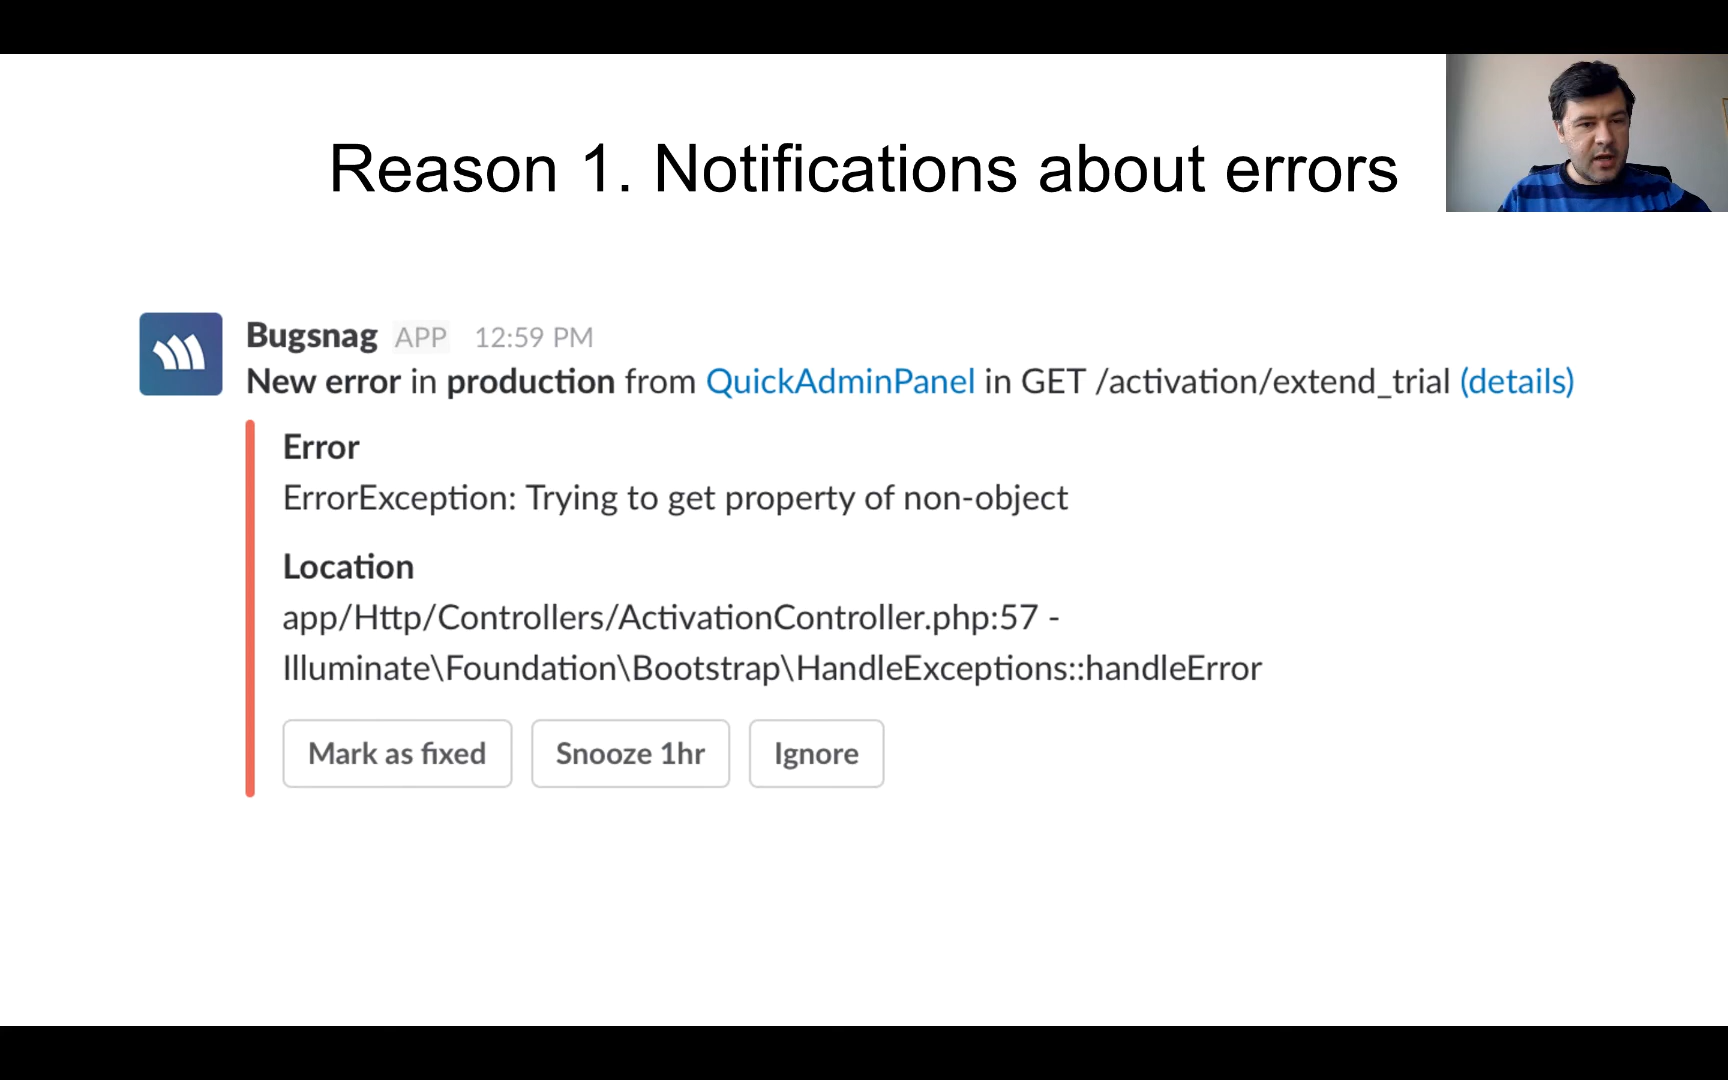 Reason 1. Notifications about errors
Bugsnag APP 12:59 PM
New error in production from QuickAdminPanel in GET /activation/extend_trial (details)
Error
ErrorException: Trying to get property of non-object
Location
app/Http/Controllers/ActivationController.php:57 -
Illuminate\Foundation\Bootstrap\HandleExceptions::handleError
Mark as fixed Snooze 1hr Ignore